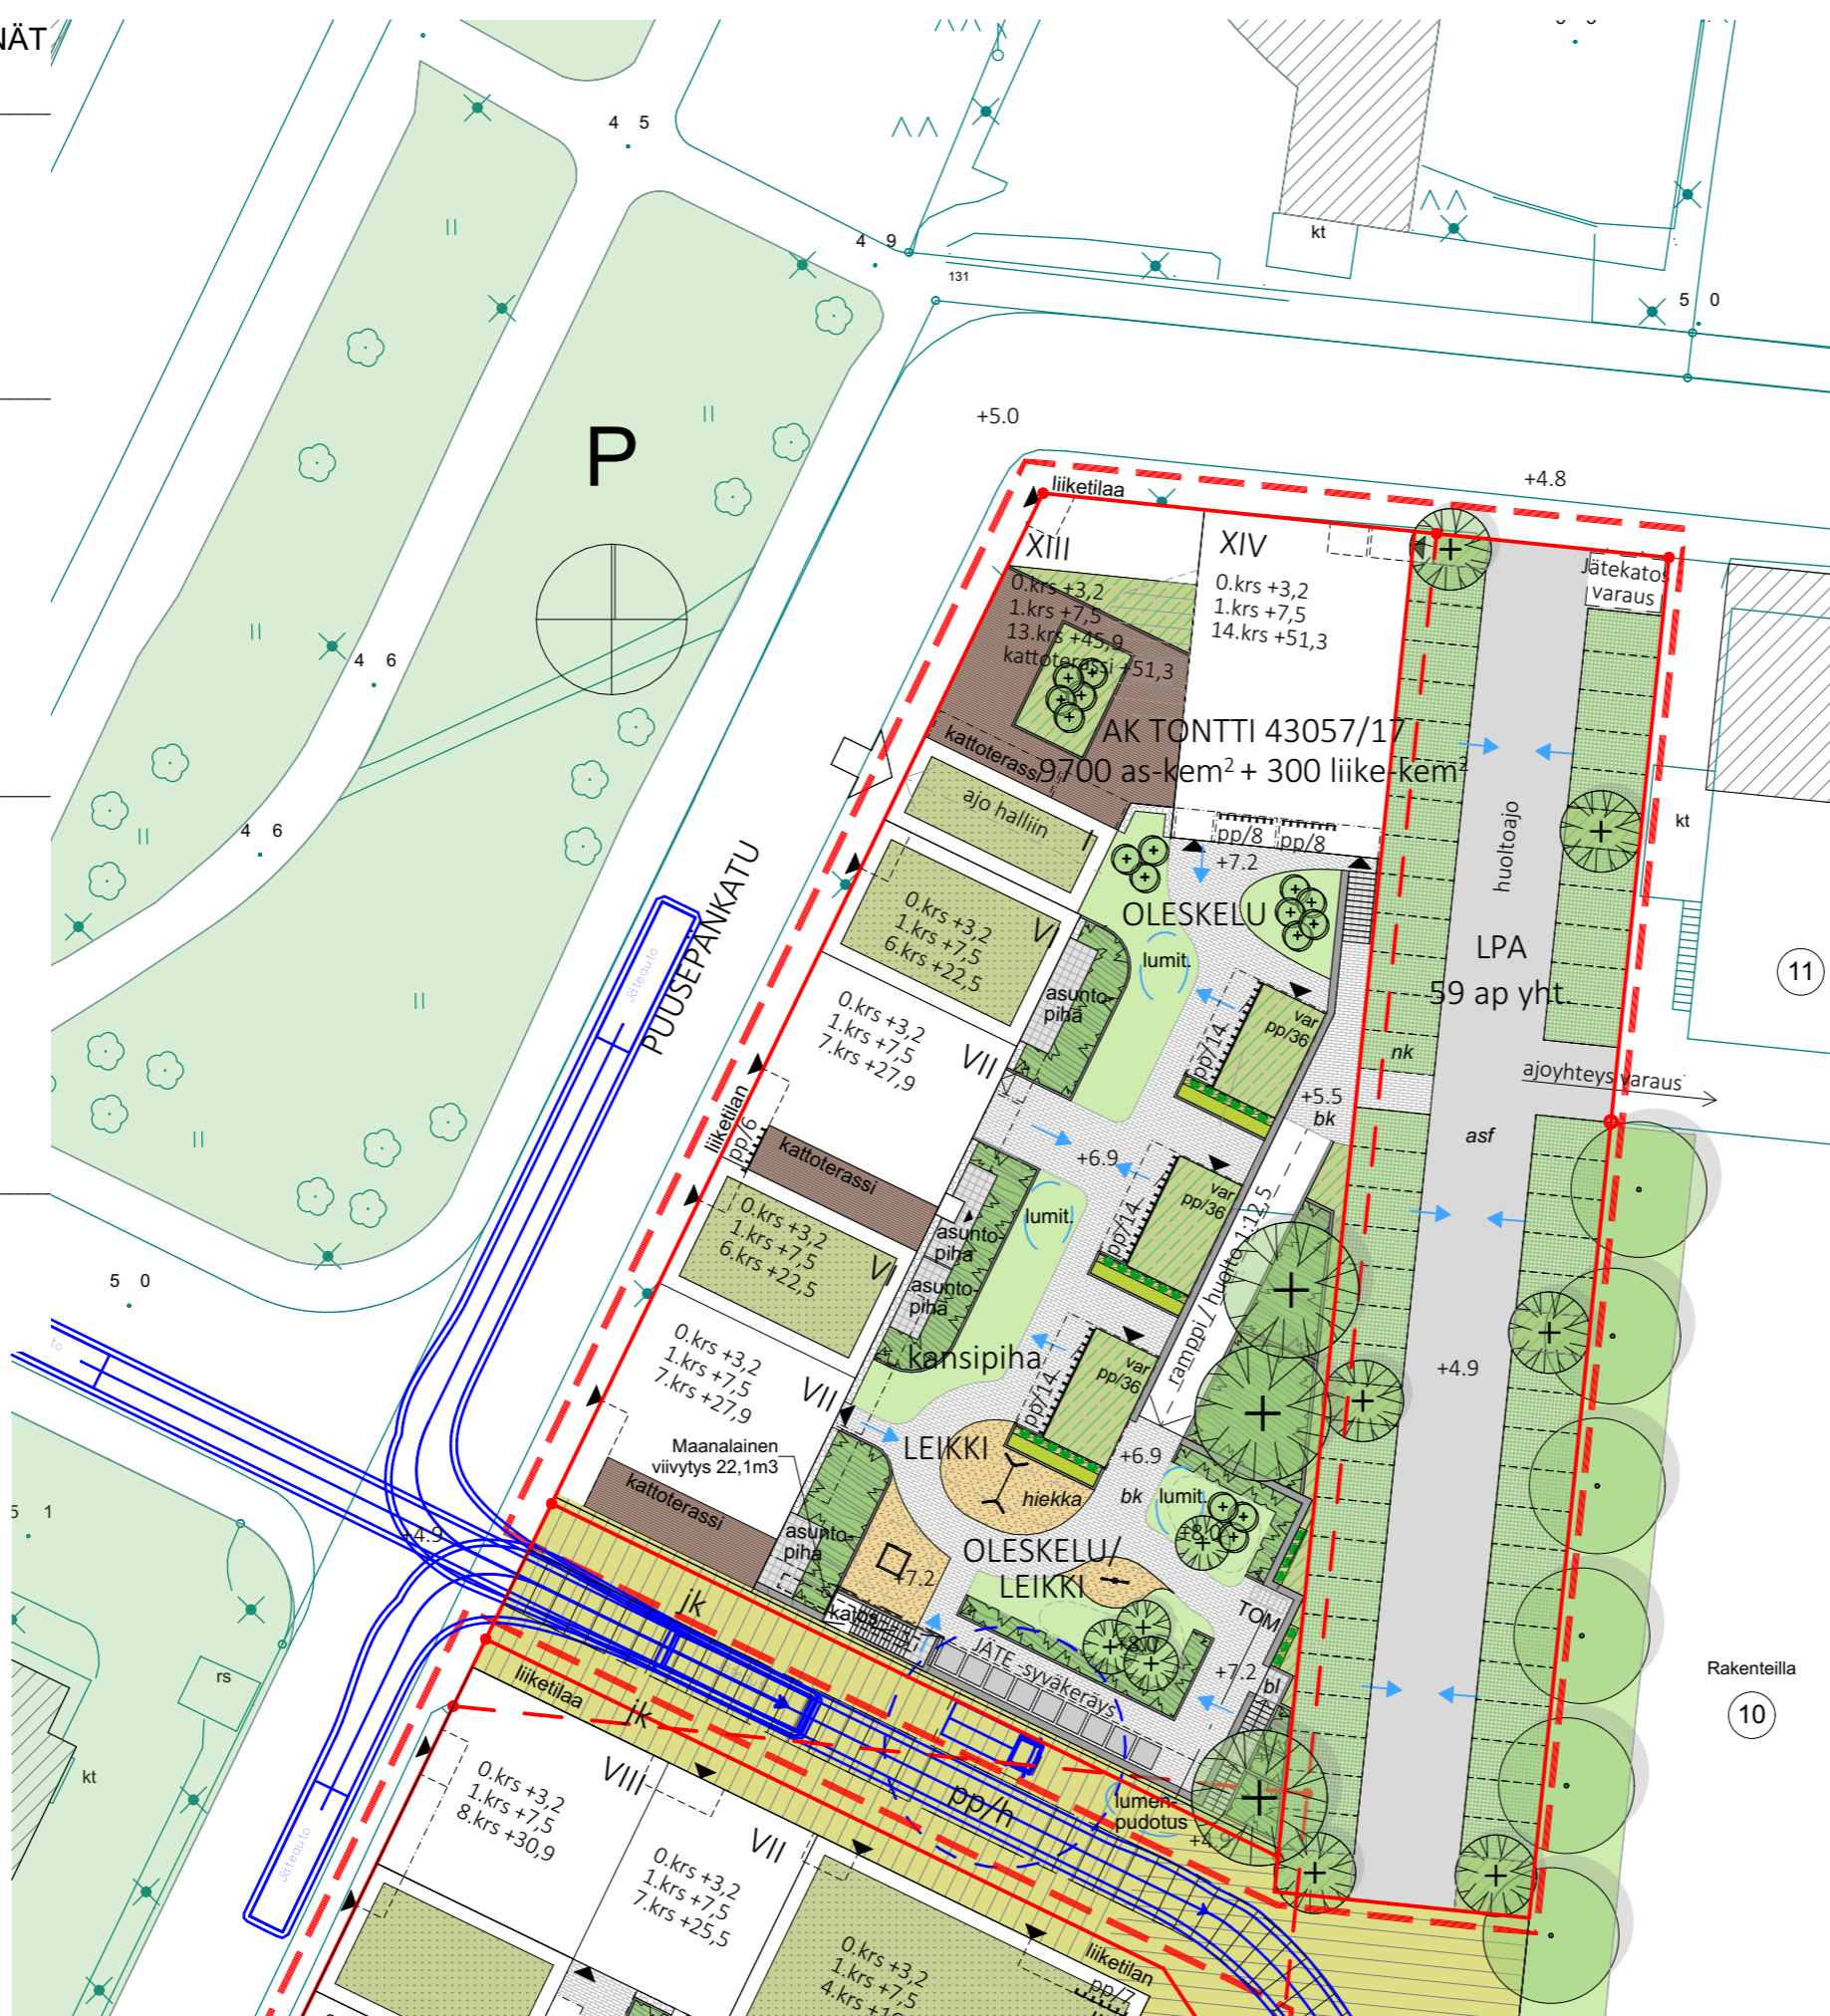 NÄT
4 5
4 9
131
kt
5 0
P
+5.0
+4.8
liiketilaa
XIII
0.krs +3,2
1.krs +7,5
13.krs +45,9
kattoterassi +51,3
XIV
0.krs +3,2
1.krs +7,5
14.krs +51,3
Jätekatos
varaus
4 6
4 6
AK TONTTI 43057/17
9700 as-kem² + 300 liike-kem²
kattoterassi
ajo halliin
I
pp/8
pp/8
+7.2
huoltoajo
kt
PUUSEPÄNKATU
Jäteauto
0.krs +3,2
1.krs +7,5
6.krs +22,5
VI
OLESKELU
lumit.
asunto-
piha
LPA
59 ap yht.
11
0.krs +3,2
1.krs +7,5
7.krs +27,9
VII
var
pp/36
pp/14
nk
ajoyhteys varaus
+5.5
bk
asf
liiketilan
pp/6
kattoterassi
+6.9
var
pp/36
pp/14
lumit.
asunto-
piha
asunto-
piha
0.krs +3,2
1.krs +7,5
6.krs +22,5
VI
5 0
to
0.krs +3,2
1.krs +7,5
7.krs +27,9
VII
kansipiha
var
pp/36
pp/14
ramppi // huolto 1:12,5
+4.9
Maanalainen
viivytys 22,1m3
LEIKKI
+6.9
hiekka
bk
lumit.
+8.0
kattoterassi
asunto-
piha
+7.2
OLESKELU/
LEIKKI
5 1
+4.9
jk
katos
TOM
+8.0
JÄTE -syväkeräys
+7.2
bl
Rakenteilla
10
rs
kt
liiketilaa
jk
VIII
0.krs +3,2
1.krs +7,5
8.krs +30,9
VII
pp/h
lumen-
pudotus
+4.9
Jäteauto
0.krs +3,2
1.krs +7,5
7.krs +25,5
0.krs +3,2
1.krs +7,5
liiketilan
pp/7